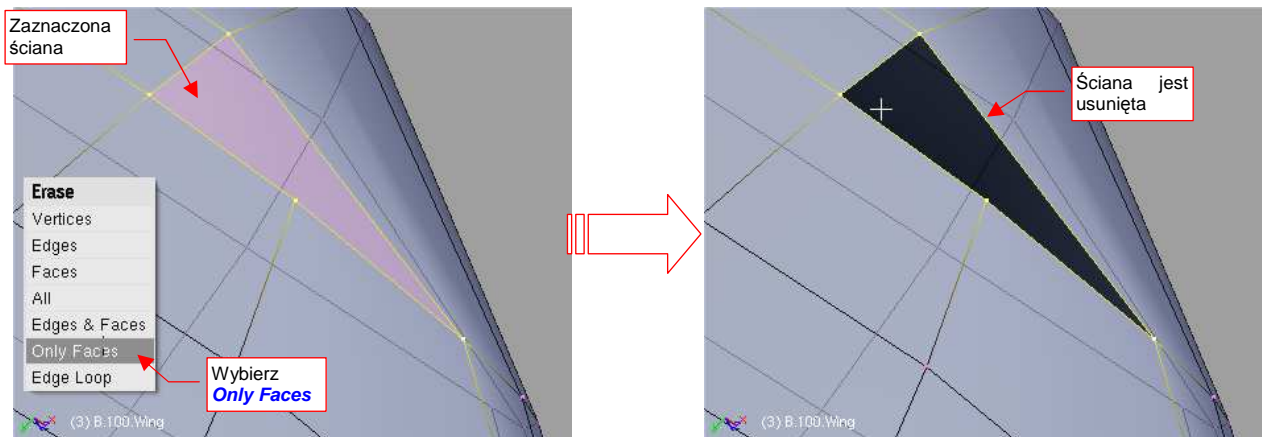 Zaznaczona
ściana
Erase
Vertices
Edges
Faces
All
Edges & Faces
Only Faces
Edge Loop
Wybierz
Only Faces
(3) B.100.Wing
Ściana jest
usunięta
(3) B.100.Wing